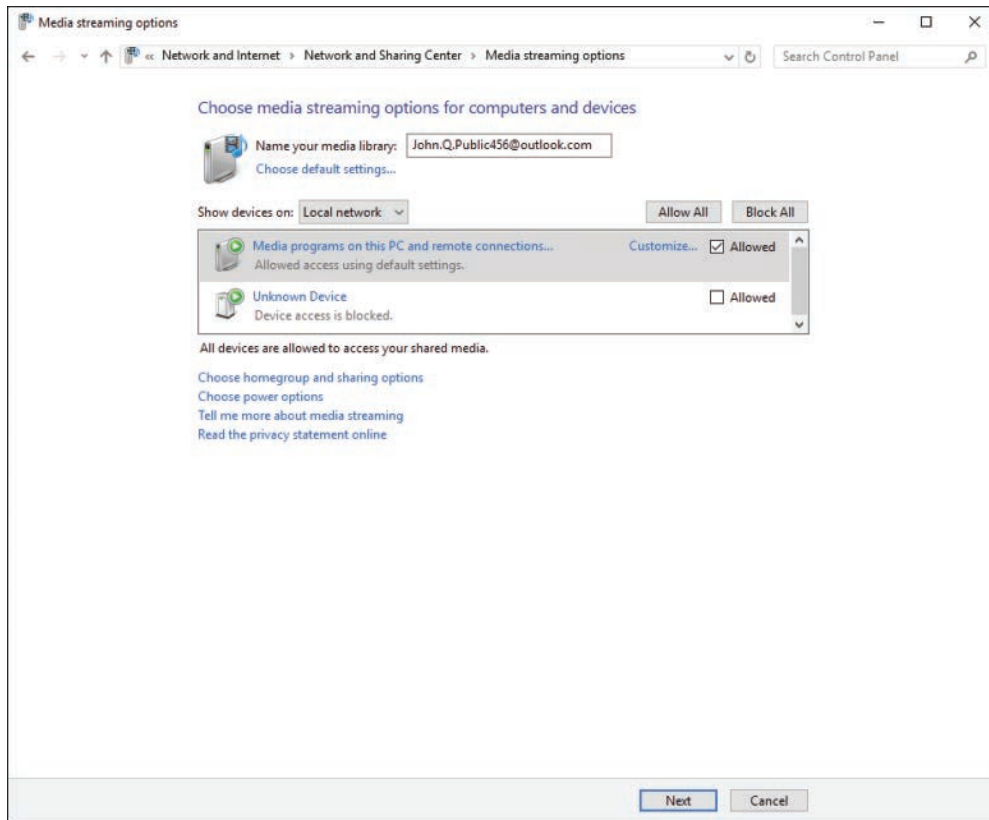 Media streaming options
« Network and Internet > Network and Sharing Center > Media streaming options Search Control Panel
Choose media streaming options for computers and devices
Name your media library: John.Q.Public456@outlook.com
Choose default settings...
Show devices on: Local network Allow All Block All
Media programs on this PC and remote connections... Customize... Allowed
Allowed access using default settings.
Unknown Device Allowed
Device access is blocked.
All devices are allowed to access your shared media.
Choose homegroup and sharing options
Choose power options
Tell me more about media streaming
Read the privacy statement online
Next Cancel